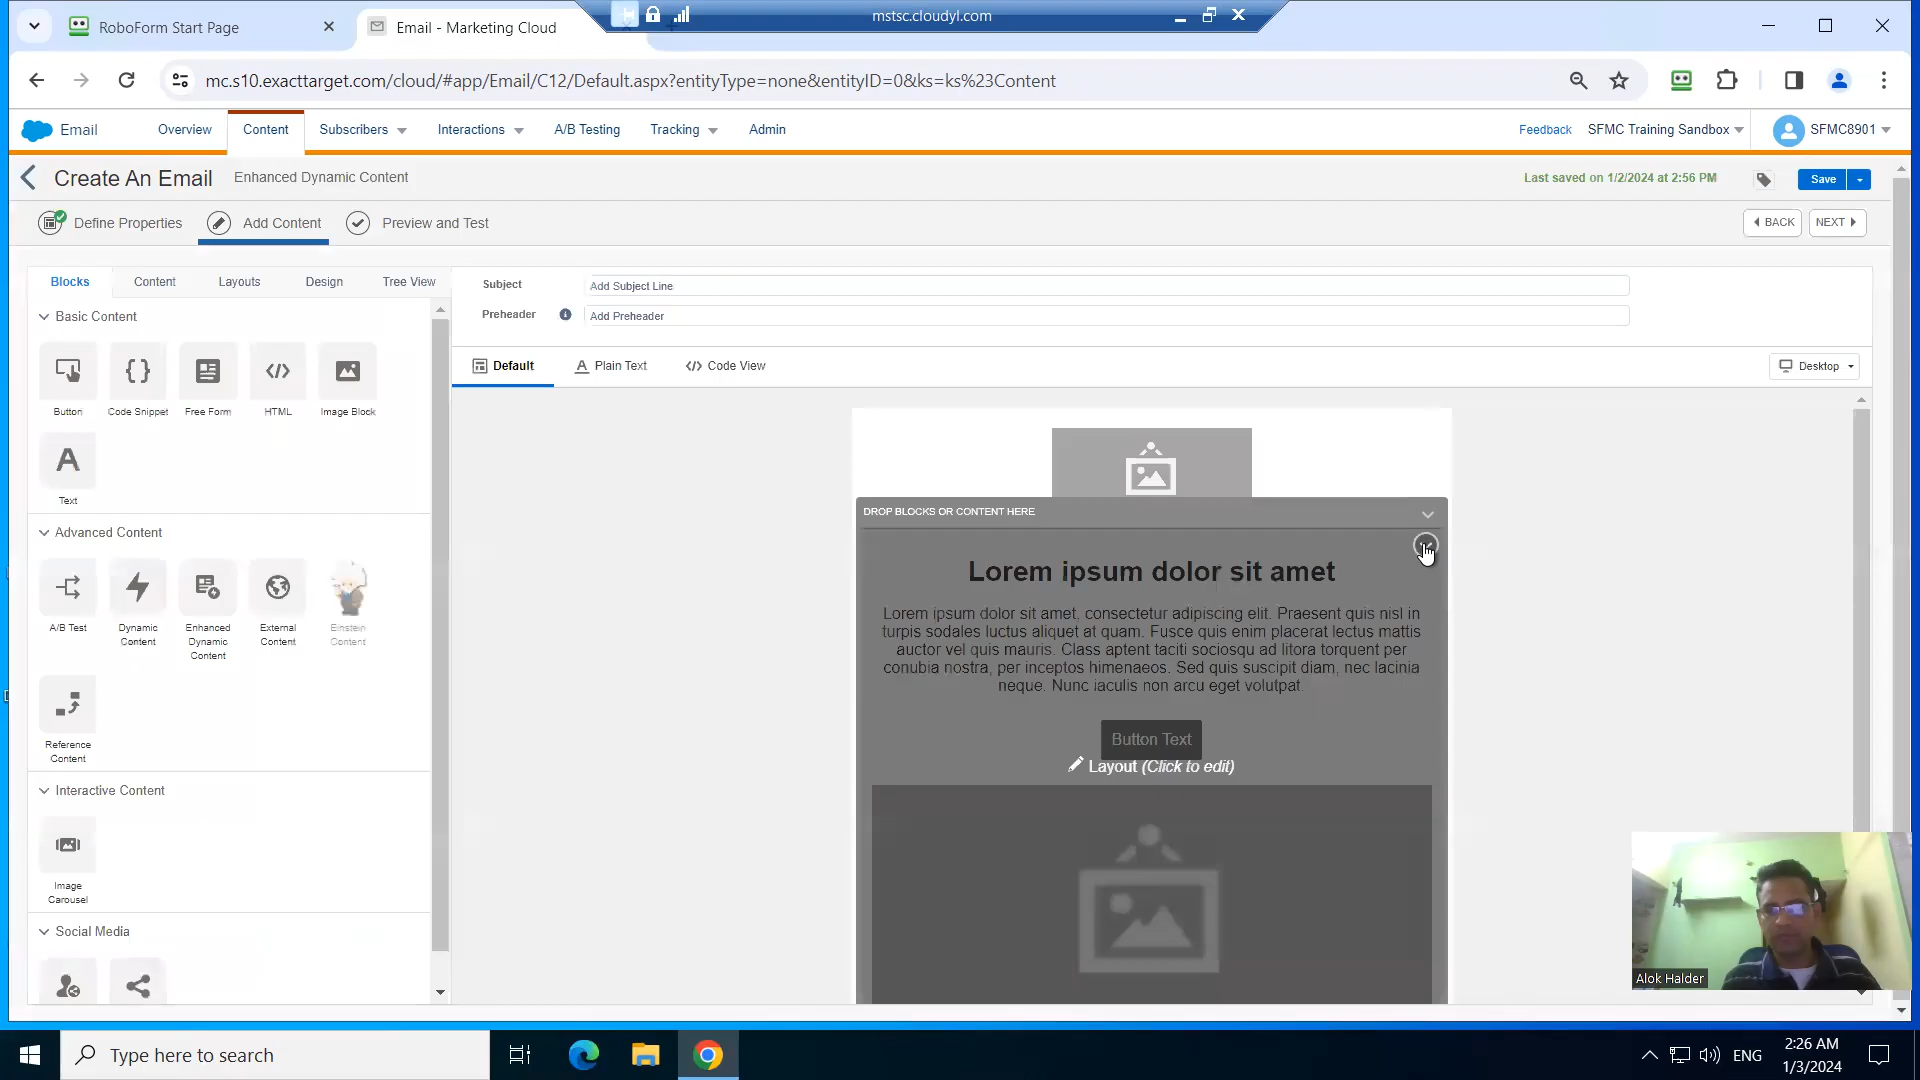 RoboForm Start Page
Email - Marketing Cloud
mstsc.cloudyl.com
mc.s10.exacttarget.com/cloud/#app/Email/C12/Default.aspx?entityType=none&entityID=0&ks=ks%23Content
Email
Overview
Content
Subscribers
Interactions
A/B Testing
Tracking
Admin
Feedback
SFMC Training Sandbox
SFMC8901
Create An Email
Enhanced Dynamic Content
Last saved on 1/2/2024 at 2:56 PM
Save
Define Properties
Add Content
Preview and Test
BACK
NEXT
Blocks
Content
Layouts
Design
Tree View
Subject
Add Subject Line
Preheader
Add Preheader
Basic Content
Button
Code Snippet
Free Form
HTML
Image Block
Text
Default
Plain Text
Code View
Desktop
DROP BLOCKS OR CONTENT HERE
Lorem ipsum dolor sit amet
Lorem ipsum dolor sit amet, consectetur adipiscing elit. Praesent quis nisl in
turpis sodales luctus aliquet at quam. Fusce quis enim placerat lectus mattis
auctor vel quis mauris. Class aptent taciti sociosqu ad litora torquent per
conubia nostra, per inceptos himenaeos. Sed quis suscipit diam, nec lacinia
neque. Nunc iaculis non arcu eget volutpat.
Button Text
Layout (Click to edit)
Advanced Content
A/B Test
Dynamic
Content
Enhanced
Dynamic
Content
External
Content
Einstein
Content
Reference
Content
Interactive Content
Image
Carousel
Social Media
Alok Halder
Type here to search
ENG
2:26 AM
1/3/2024